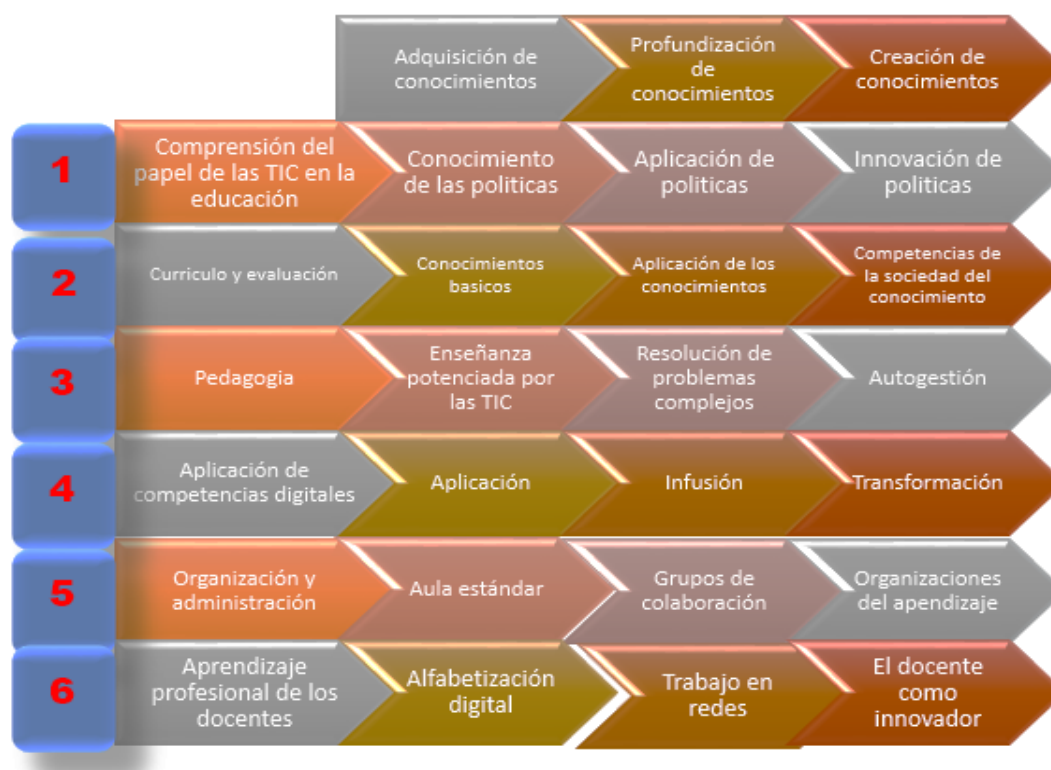 Adquisición de
conocimientos
Profundización
de
conocimientos
Creación de
conocimientos
1
Comprensión del
papel de las TIC en la
educación
Conocimiento
de las politicas
Aplicación de
politicas
Innovación de
politicas
2
Curriculo y evaluación
Conocimientos
basicos
Aplicación de los
conocimientos
Competencias de
la sociedad del
conocimiento
3
Pedagogia
Enseñanza
potenciada por
las TIC
Resolución de
problemas
complejos
Autogestión
4
Aplicación de
competencias digitales
Aplicación
Infusión
Transformación
5
Organización y
administración
Aula estándar
Grupos de
colaboración
Organizaciones
del apendizaje
6
Aprendizaje
profesional de los
docentes
Alfabetización
digital
Trabajo en
redes
El docente
como
innovador